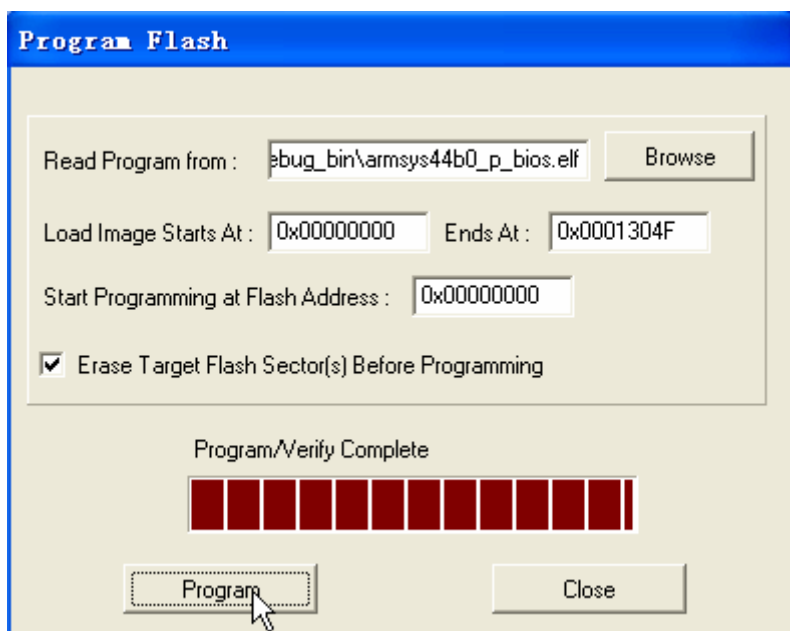 Program Flash
Read Program from : ebug_bin\armsys44b0_p_bios.elf Browse
Load Image Starts At : 0x00000000 Ends At : 0x0001304F
Start Programming at Flash Address : 0x00000000
Erase Target Flash Sector(s) Before Programming
Program/Verify Complete
Program Close